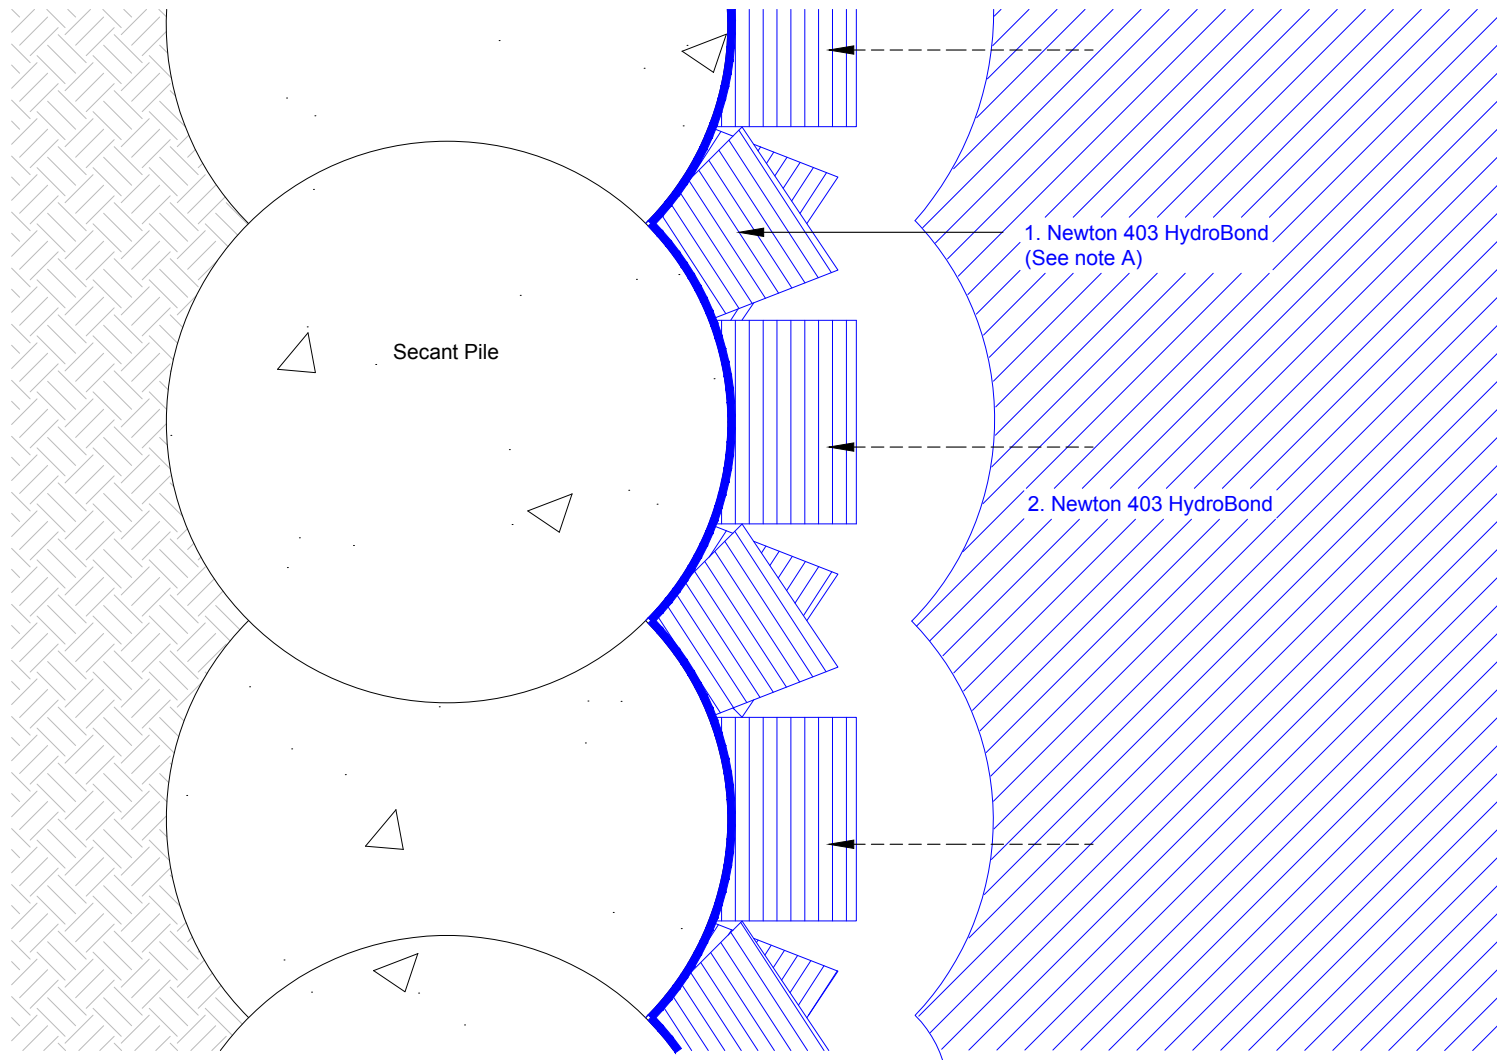 1. Newton 403 HydroBond
(See note A)
Secant Pile
2. Newton 403 HydroBond